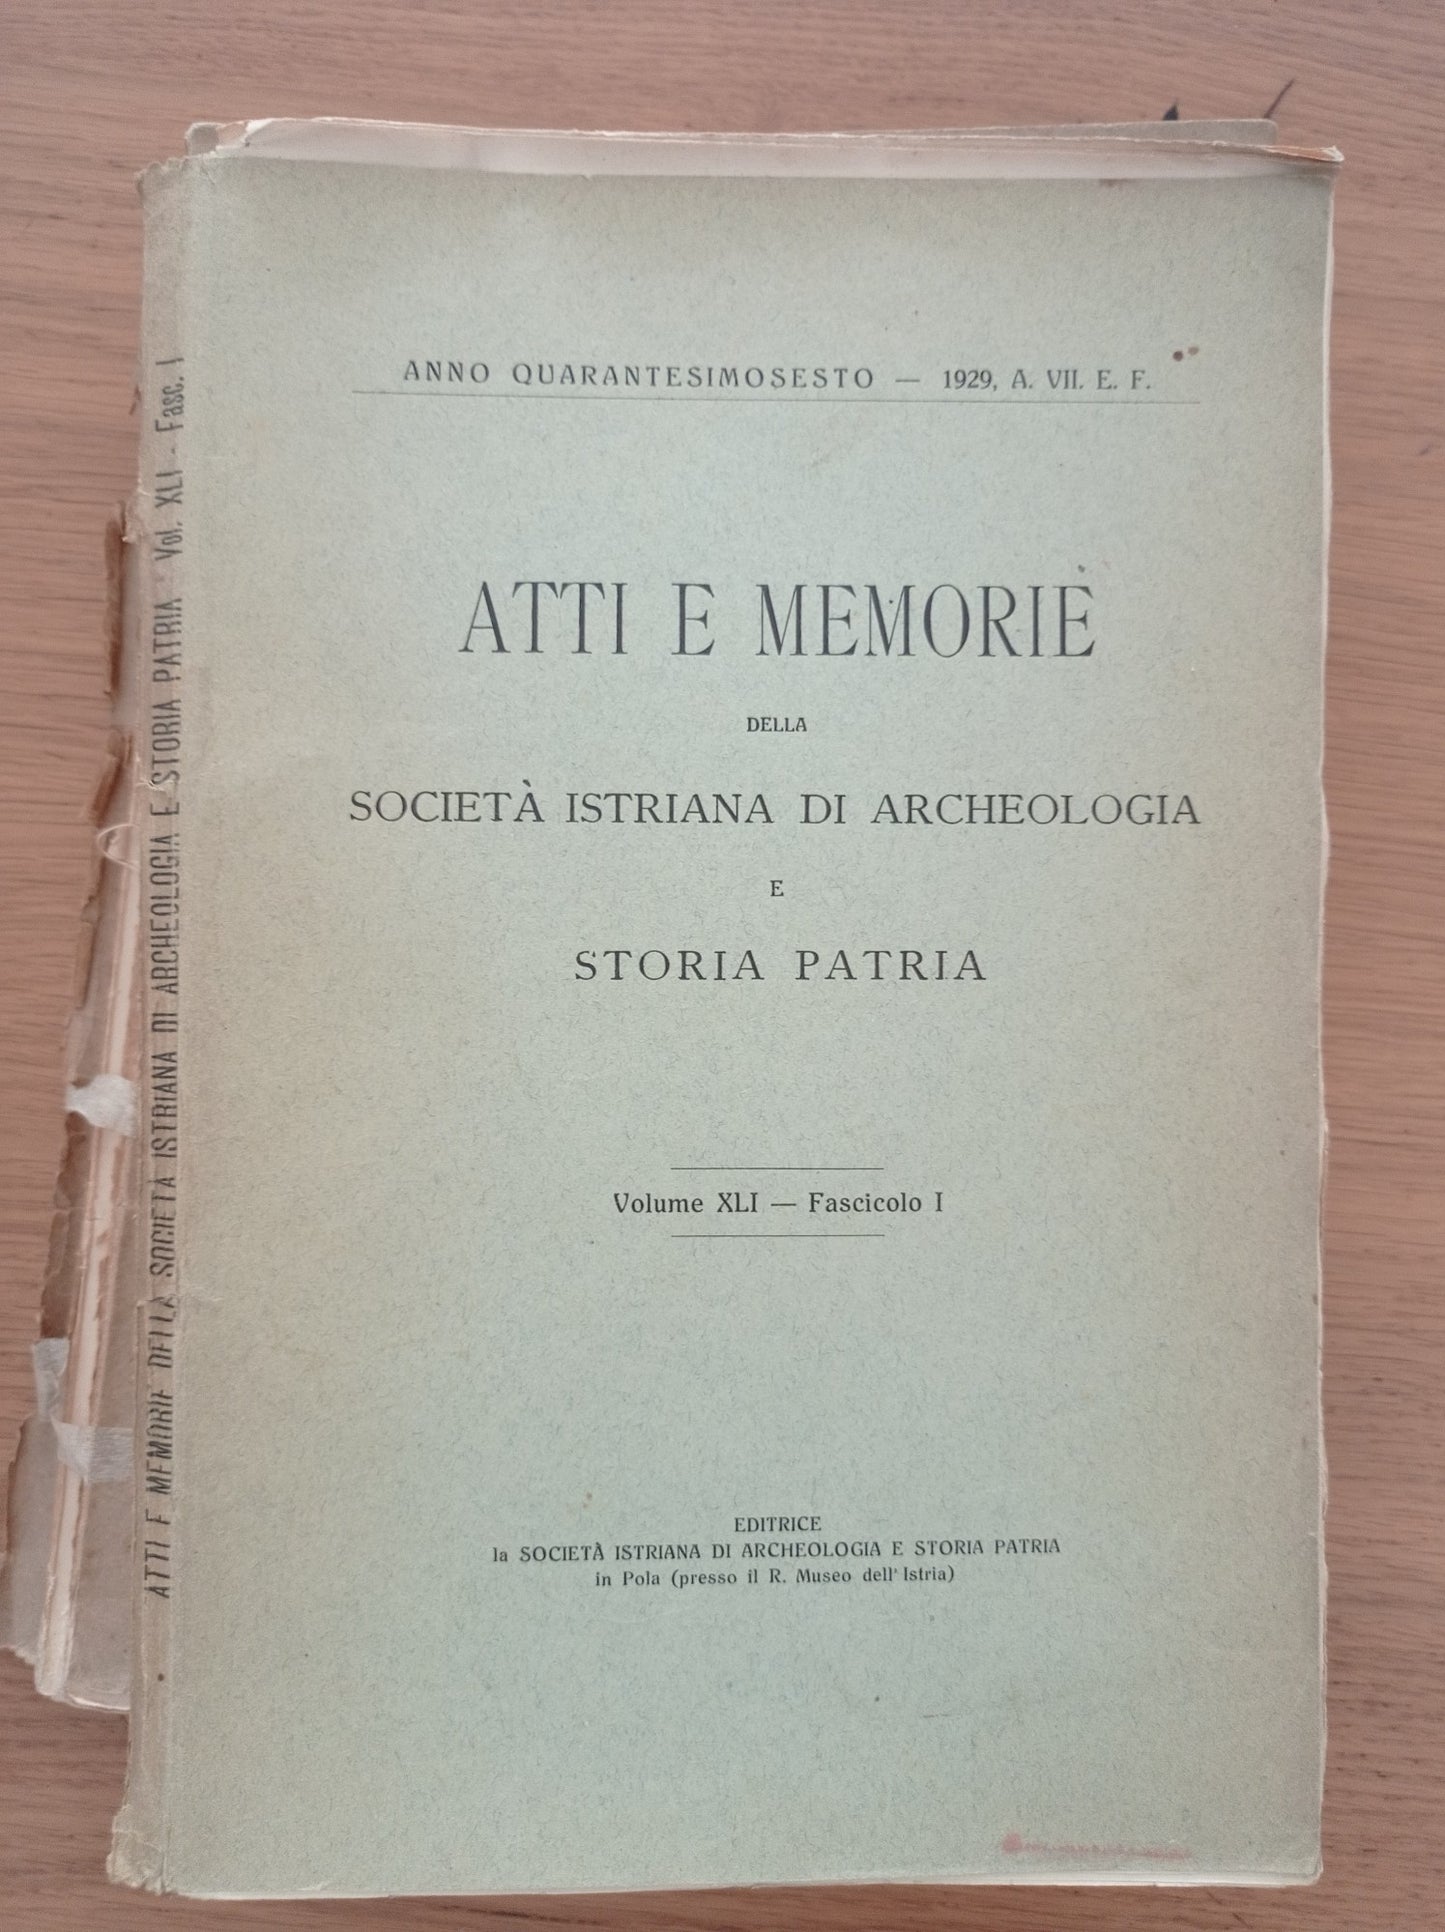 ANNO QUARANTESIMOSESTO — 1929, A. VII. E. F.
ATTI E MEMORIE
DELLA
SOCIETÀ ISTRIANA DI ARCHEOLOGIA
E
STORIA PATRIA
Volume XLI — Fascicolo I
EDITRICE
la SOCIETÀ ISTRIANA DI ARCHEOLOGIA E STORIA PATRIA
in Pola (presso il R. Museo dell'Istria)
ATTI E MEMORIE DELLA SOCIETÀ ISTRIANA DI ARCHEOLOGIA E STORIA PATRIA Vol. XLI - Fasc. I